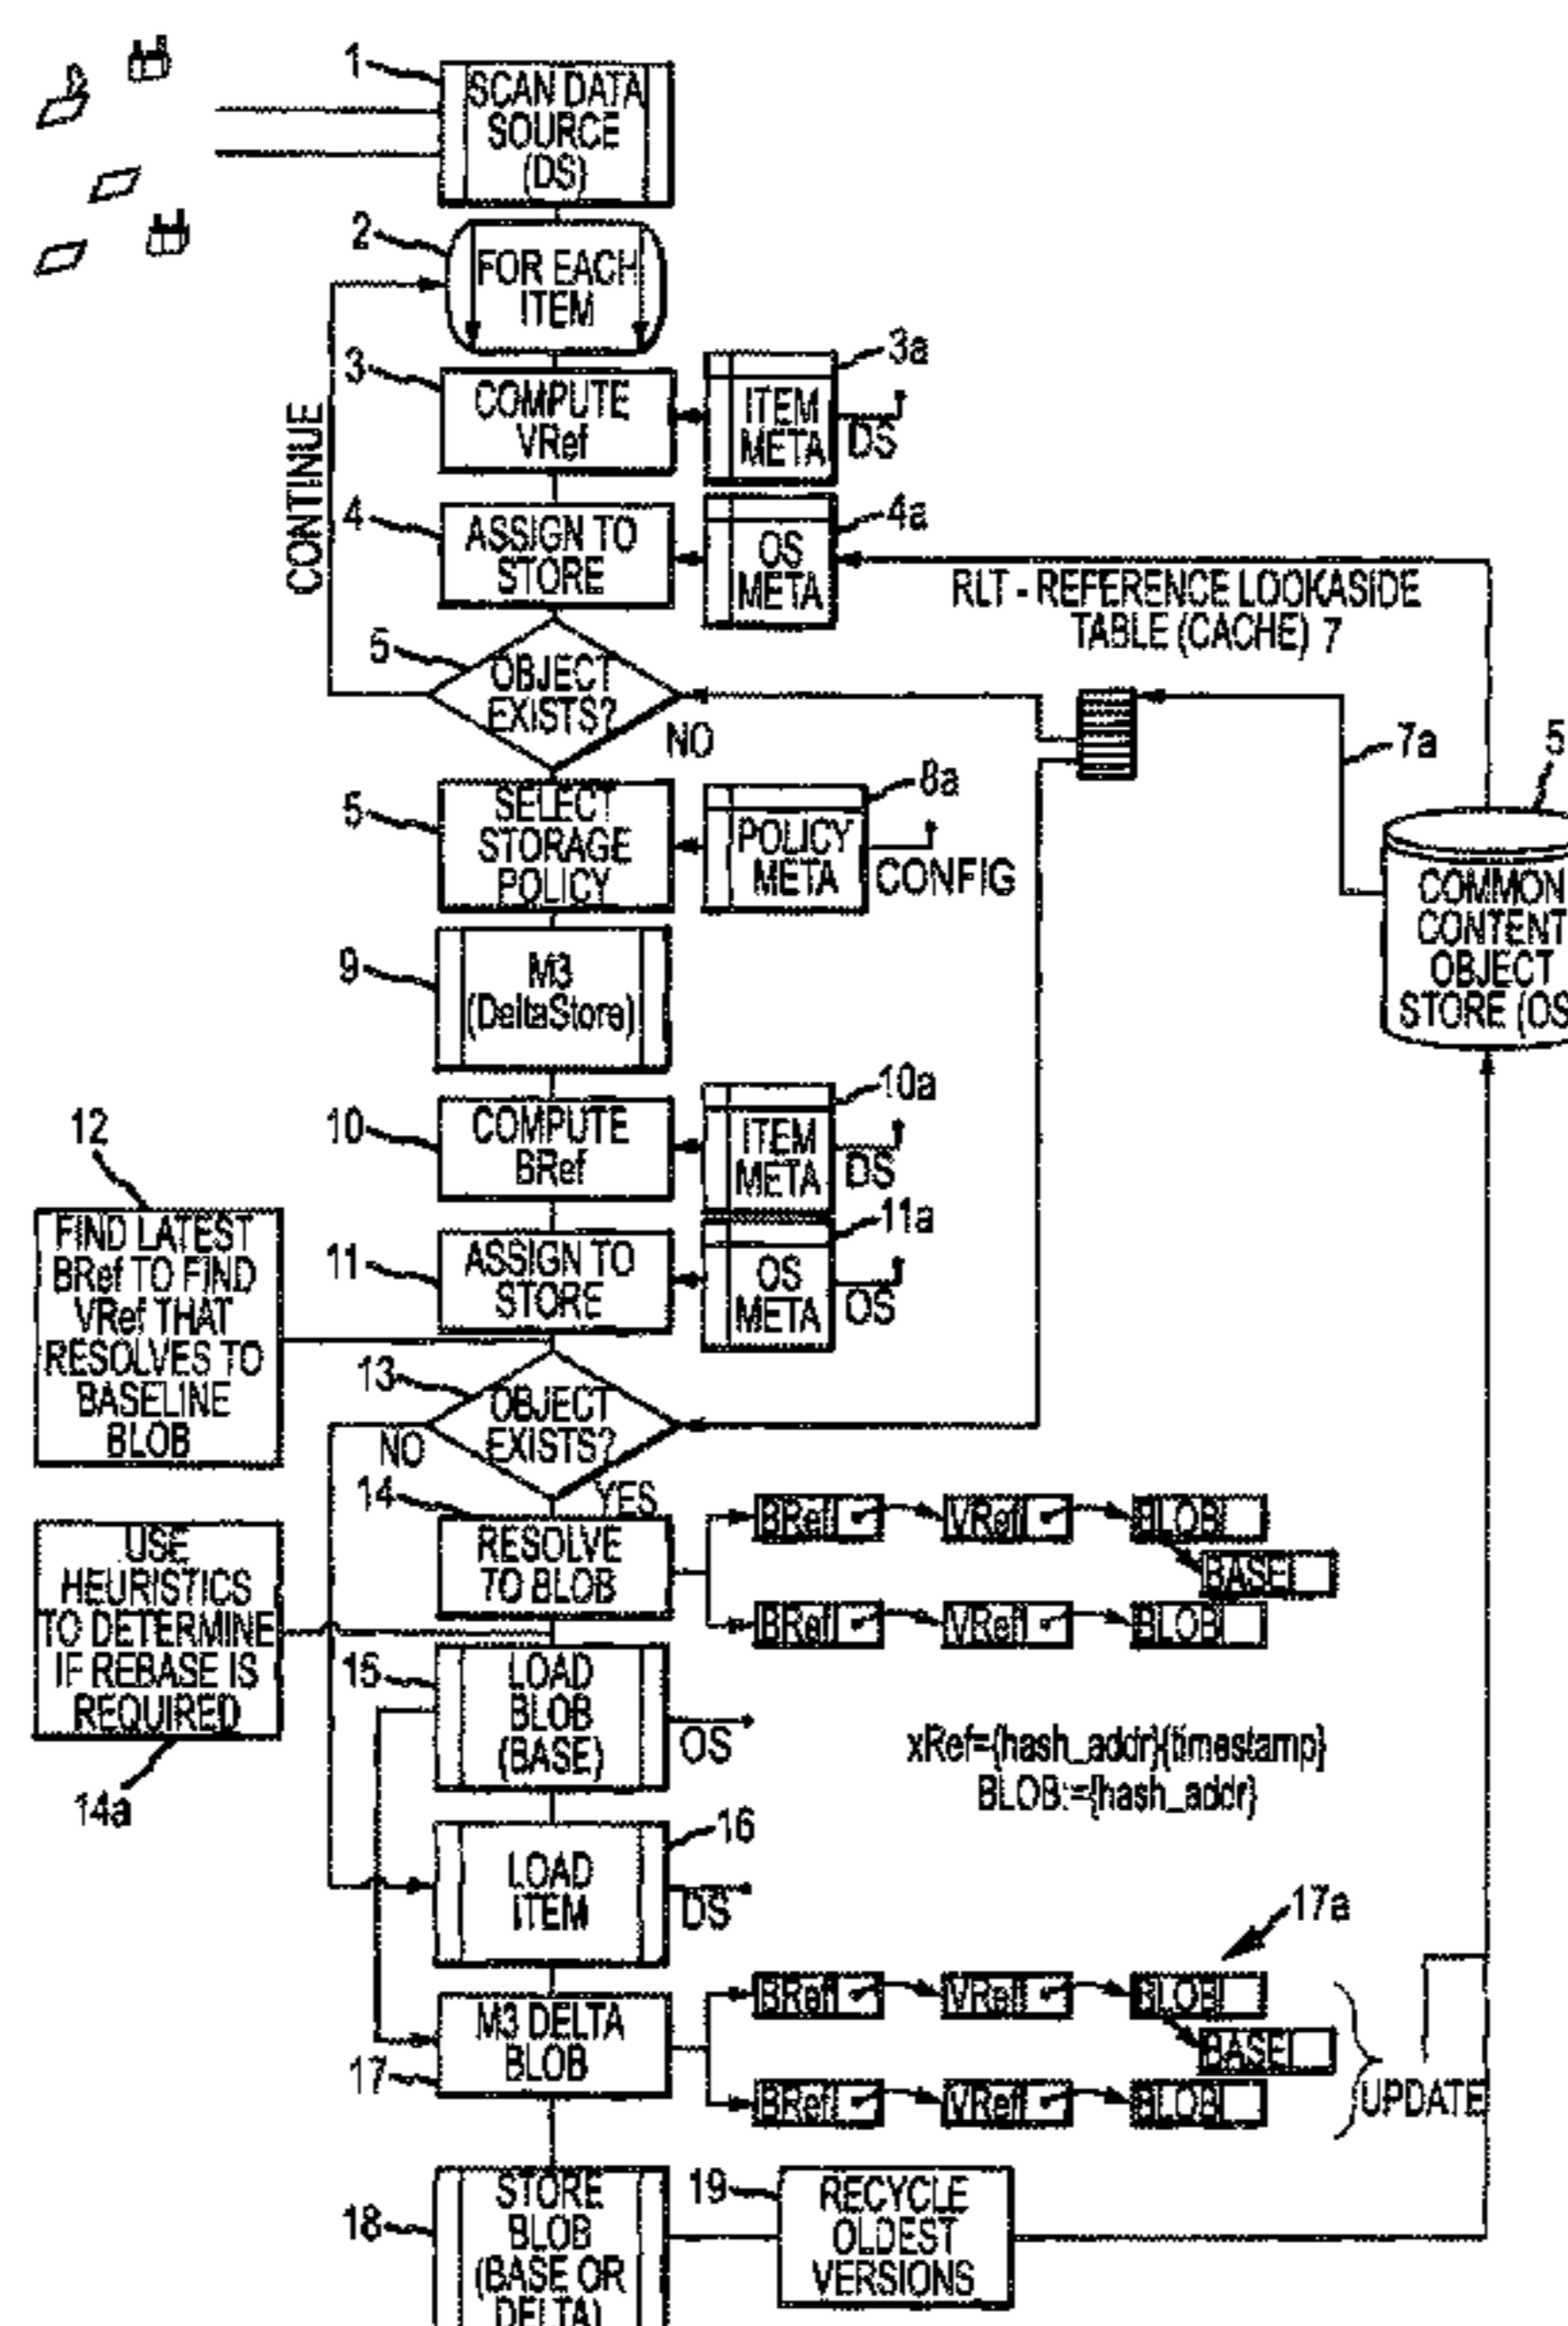 1
SCAN DATA
SOURCE
(DS)
2
FOR EACH
ITEM
CONTINUE
3
COMPUTE
VRef
3a
ITEM
META
DS
4
ASSIGN TO
STORE
4a
OS
META
RLT - REFERENCE LOOKASIDE
TABLE (CACHE) 7
6
OBJECT
EXISTS?
NO
7a
5
COMMON
CONTENT
OBJECT
STORE (OS
5
SELECT
STORAGE
POLICY
8a
POLICY
META
CONFIG
9
M3
(DeltaStore)
10
COMPUTE
BRef
10a
ITEM
META
DS
11
ASSIGN TO
STORE
11a
OS
META
OS
12
FIND LATEST
BRef TO FIND
VRef THAT
RESOLVES TO
BASELINE
BLOB
13
OBJECT
EXISTS?
NO
YES
14
RESOLVE
TO BLOB
BRef
VRef
BLOB
BASE
BRef
VRef
BLOB
USE
HEURISTICS
TO DETERMINE
IF REBASE IS
REQUIRED
14a
15
LOAD
BLOB
(BASE)
OS
xRef={hash_addr}{timestamp}
BLOB:={hash_addr}
16
LOAD
ITEM
DS
17a
17
M3 DELTA
BLOB
BRef
VRef
BLOB
BASE
BRef
VRef
BLOB
UPDATE
18
STORE
BLOB
(BASE OR
DELTA)
19
RECYCLE
OLDEST
VERSIONS